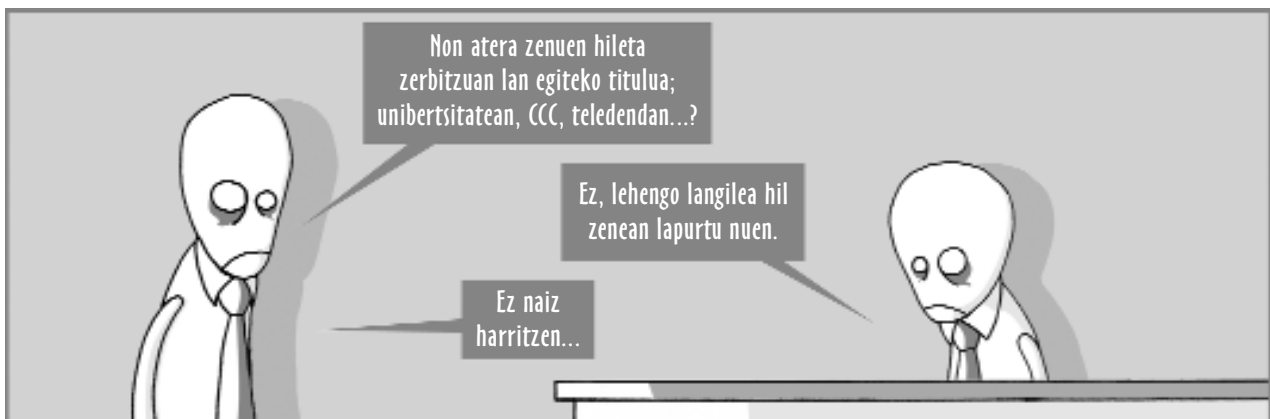 Non atera zenuen hileta
zerbitzuan lan egiteko titulua;
unibertsitatean, CCC, teledendan...?
Ez, lehengo langilea hil
zenean lapurtu nuen.
Ez naiz
harritzen...